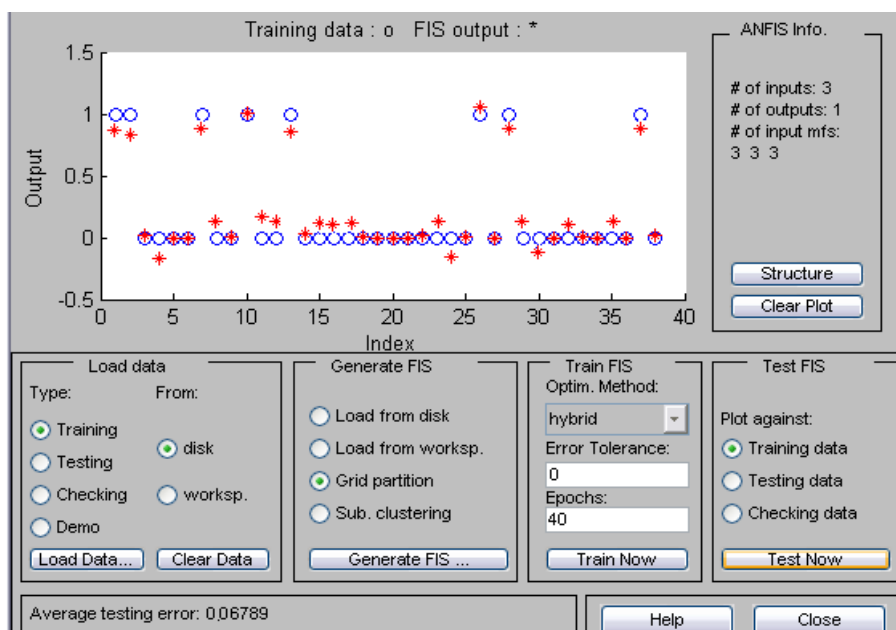 Training data : o   FIS output : *
1.5
1
0.5
0
-0.5
Output
0 5 10 15 20 25 30 35 40
Index
ANFIS Info.
# of inputs: 3
# of outputs: 1
# of input mfs:
3 3 3
Structure
Clear Plot
Load data
Type:
From:
Training
Testing
Checking
Demo
disk
worksp.
Load Data...
Clear Data
Generate FIS
Load from disk
Load from worksp.
Grid partition
Sub. clustering
Generate FIS ...
Train FIS
Optim. Method:
hybrid
Error Tolerance:
0
Epochs:
40
Train Now
Test FIS
Plot against:
Training data
Testing data
Checking data
Test Now
Average testing error: 0.06789
Help
Close